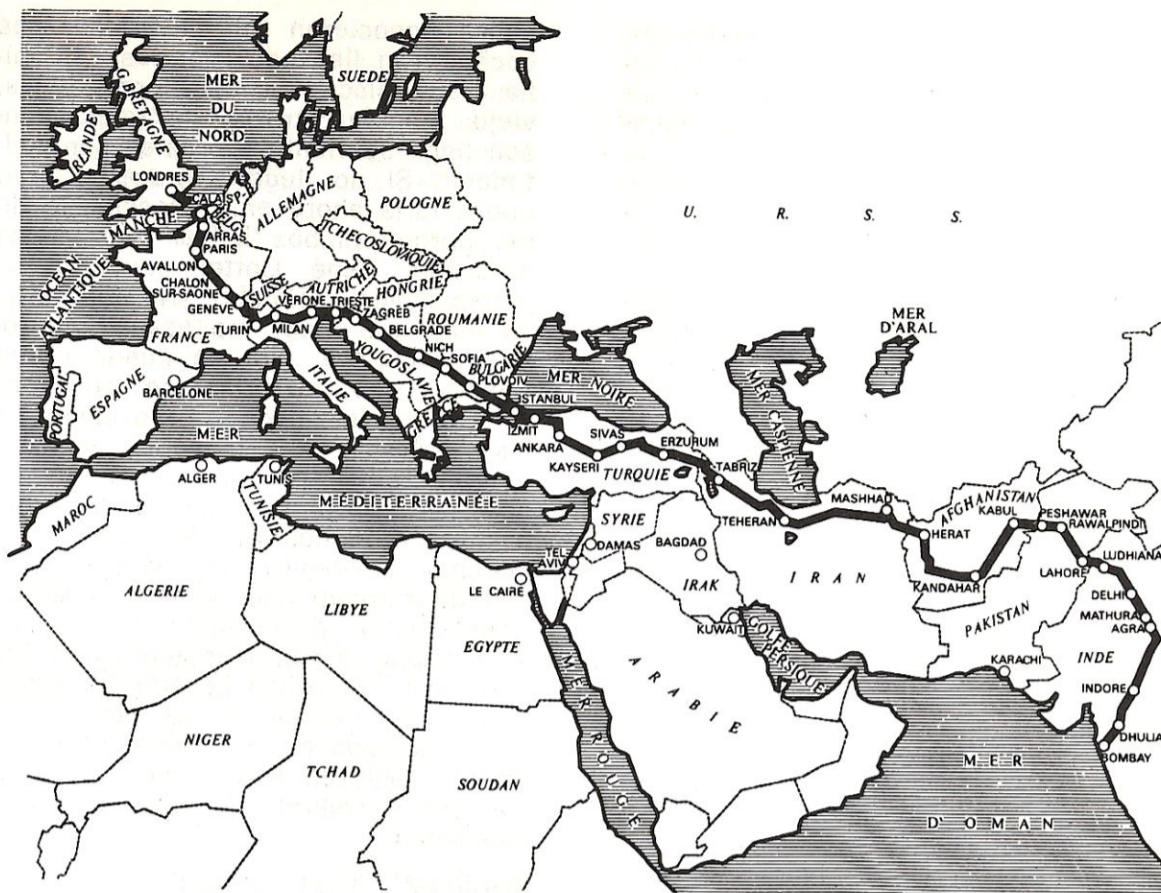 SUEDE
MER
DU
NORD
G. BRETAGNE
IRLANDE
LONDRES
CALAIS
P-B
BELG
MANCHE
ALLEMAGNE
POLOGNE
U. R. S. S.
TCHECOSLOVAQUIE
OCEAN
ATLANTIQUE
ARRAS
PARIS
AVALLON
CHALON
SUR-SAONE
GENÈVE
SUISSE
AUTRICHE
HONGRIE
ROUMANIE
VERONE
TRIESTE
ZAGREB
TURIN
MILAN
BELGRADE
FRANCE
ITALIE
YOUGOSLAVIE
NICH
SOFIA
BULGARIE
PLOVDIV
GRÈCE
MER NOIRE
MER
D'ARAL
MER CASPIENNE
PORTUGAL
ESPAGNE
BARCELONE
ISTANBUL
IZMIT
ANKARA
SIVAS
KAYSERI
ERZURUM
TURQUIE
TABRIZ
TEHERAN
MASHHAD
AFGHANISTAN
KABUL
HERAT
KANDAHAR
PESHAWAR
RAWALPINDI
LAHORE
LUDHIANA
DELHI
MATHURA
AGRA
INDORE
DHULIA
BOMBAY
INDE
PAKISTAN
KARACHI
MER
MÉDITERRANÉE
ALGER
TUNIS
TUNISIE
MAROC
ALGERIE
LIBYE
EGYPTE
LE CAIRE
TEL-
AVIV
SYRIE
DAMAS
BAGDAD
IRAK
IRAN
KUWAIT
GOLFE
PERSIQUE
ARABIE
MER ROUGE
NIGER
TCHAD
SOUDAN
MER
D'OMAN